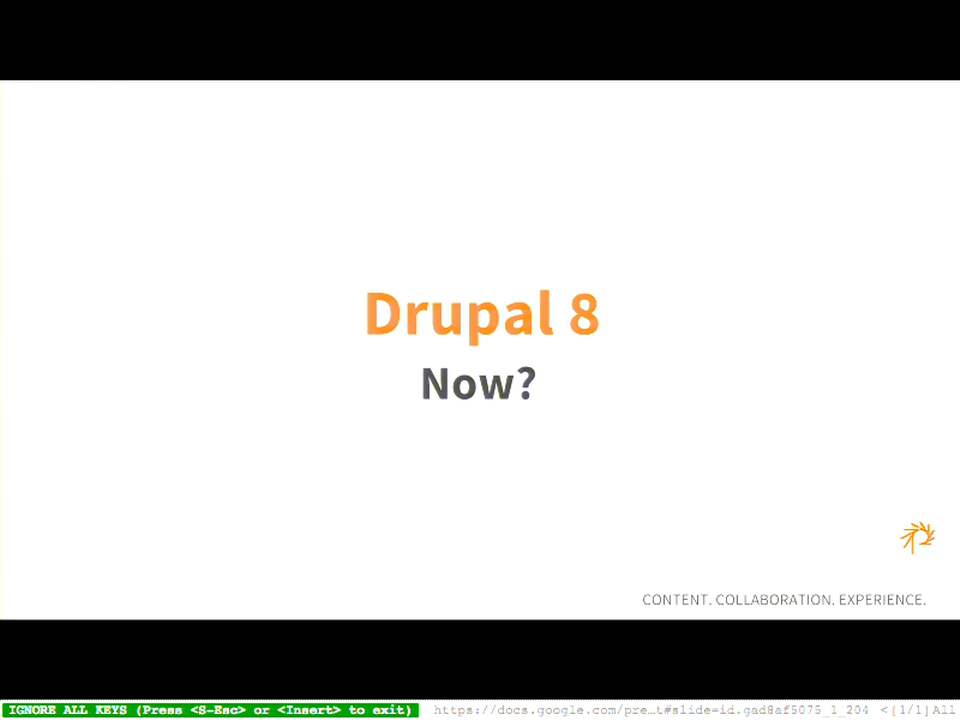 Drupal 8
Now?
CONTENT. COLLABORATION. EXPERIENCE.
IGNORE ALL KEYS (Press <S-Esc> or <Insert> to exit) https://docs.google.com/pre…t#slide=id.gad8af5075_1_204 <{1/1}All